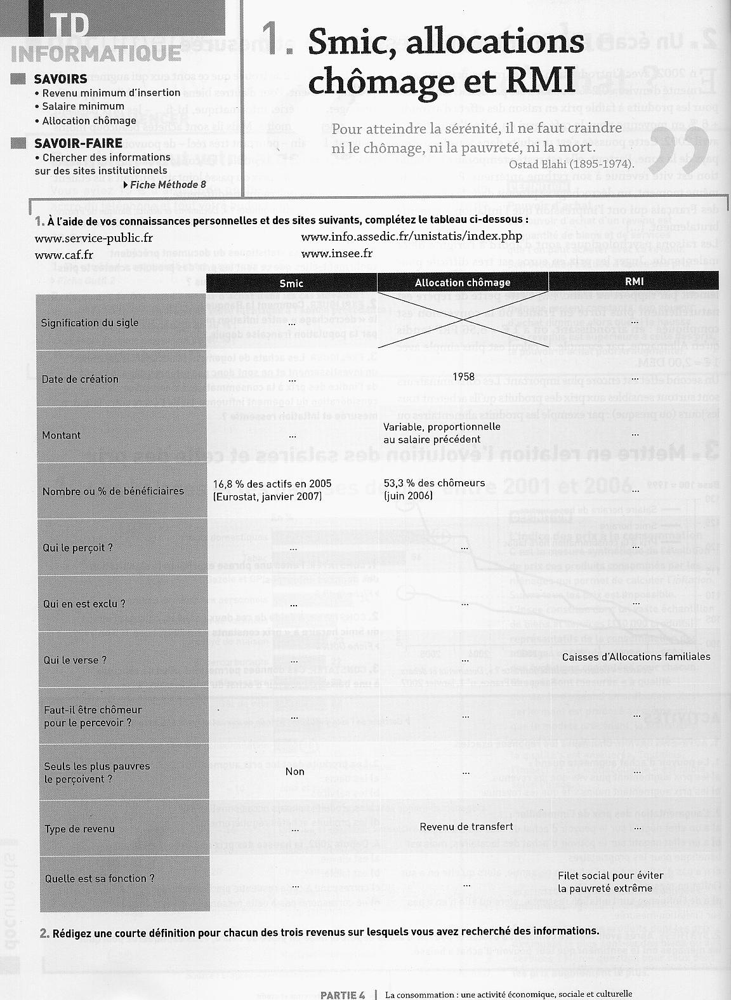 TD
INFORMATIQUE
SAVOIRS
• Revenu minimum d'insertion
• Salaire minimum
• Allocation chômage
SAVOIR-FAIRE
• Chercher des informations
sur des sites institutionnels
Fiche Méthode 8
1. Smic, allocations
chômage et RMI
Pour atteindre la sérénité, il ne faut craindre
ni le chômage, ni la pauvreté, ni la mort.
Ostad Elahi (1895-1974).
1. À l'aide de vos connaissances personnelles et des sites suivants, complétez le tableau ci-dessous :
www.service-public.fr
www.info.assedic.fr/unistatis/index.php
www.caf.fr
www.insee.fr
Smic Allocation chômage RMI
Signification du sigle ... ...
Date de création ... 1958 ...
Montant ... Variable, proportionnelle
au salaire précédent ...
Nombre ou % de bénéficiaires 16,8 % des actifs en 2005
(Eurostat, janvier 2007) 53,3 % des chômeurs
(juin 2006) ...
Qui le perçoit ? ... ... ...
Qui en est exclu ? ... ... ...
Qui le verse ? ... ... Caisses d'Allocations familiales
Faut-il être chômeur
pour le percevoir ? ... ... ...
Seuls les plus pauvres
le perçoivent ? Non ... ...
Type de revenu ... Revenu de transfert ...
Quelle est sa fonction ? ... ... Filet social pour éviter
la pauvreté extrême
2. Rédigez une courte définition pour chacun des trois revenus sur lesquels vous avez recherché des informations.
PARTIE 4 | La consommation : une activité économique, sociale et culturelle